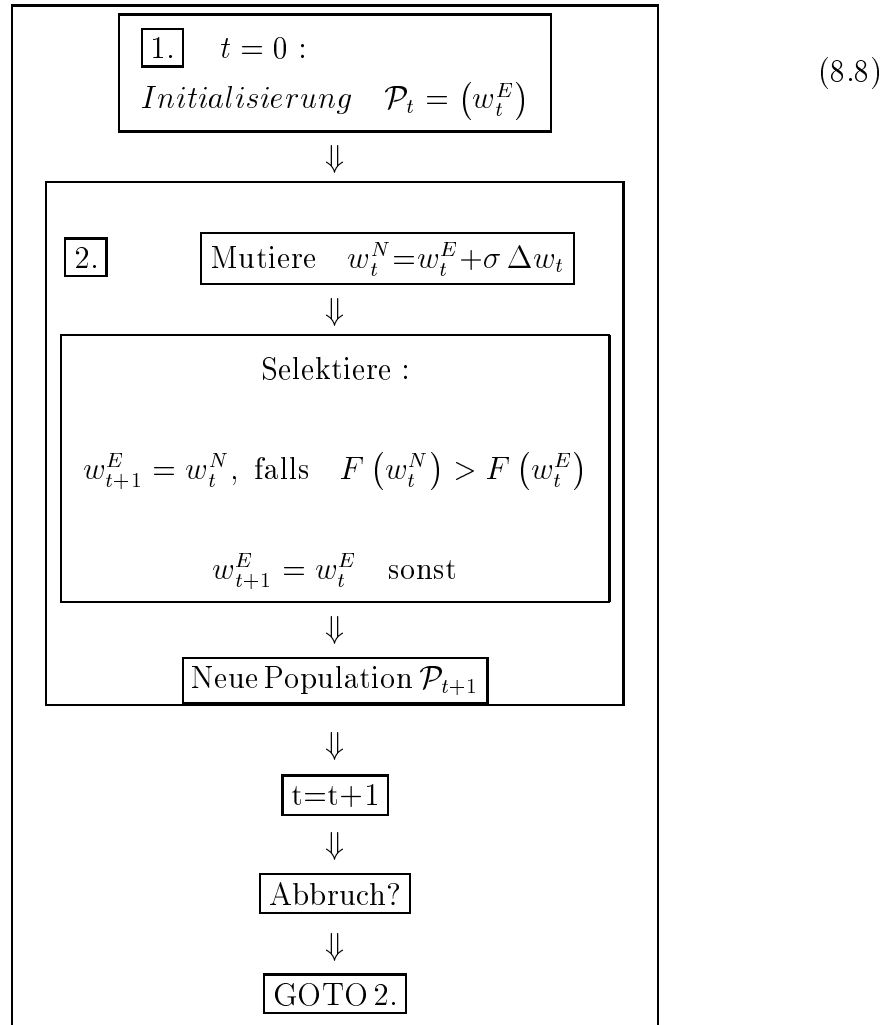 1. t = 0 :
(8.8)
Initialisierung 𝒫_t = (w_t^E)
⇓
2. Mutiere w_t^N=w_t^E+σ Δw_t
⇓
Selektiere :
w_{t+1}^E = w_t^N, falls F (w_t^N) > F (w_t^E)
w_{t+1}^E = w_t^E sonst
⇓
Neue Population 𝒫_{t+1}
⇓
t=t+1
⇓
Abbruch?
⇓
GOTO 2.